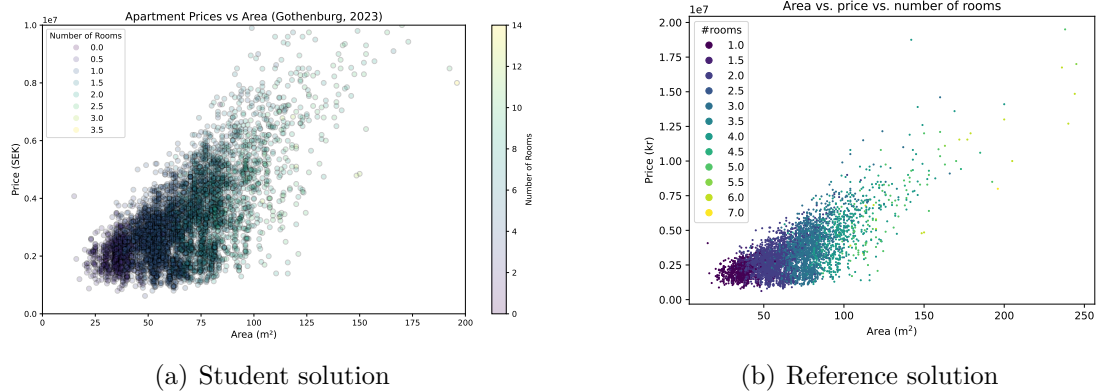 Apartment Prices vs Area (Gothenburg, 2023)
1e7
Number of Rooms
0.0
0.5
1.0
1.5
2.0
2.5
3.0
3.5
1.0
0.8
0.6
0.4
0.2
0.0
Price (SEK)
0 25 50 75 100 125 150 175 200
Area (m²)
14
12
10
8
6
4
2
0
Number of Rooms
(a) Student solution
Area vs. price vs. number of rooms
1e7
#rooms
1.0
1.5
2.0
2.5
3.0
3.5
4.0
4.5
5.0
5.5
6.0
7.0
2.00
1.75
1.50
1.25
1.00
0.75
0.50
0.25
0.00
Price (kr)
50 100 150 200 250
Area (m²)
(b) Reference solution